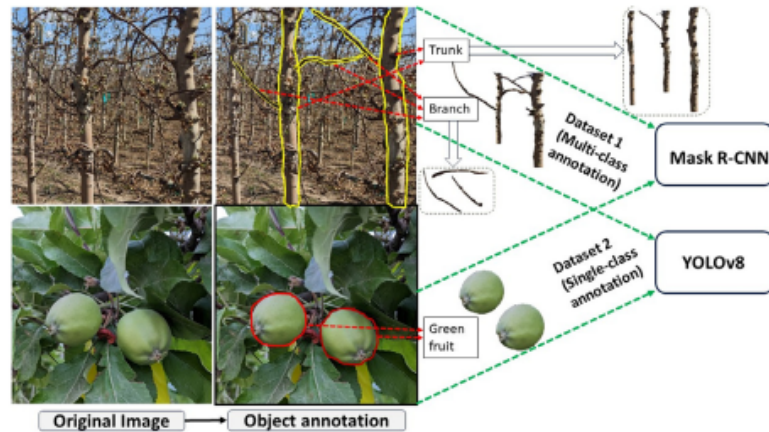 Trunk
Branch
Dataset 1
(Multi-class
annotation)
Mask R-CNN
Dataset 2
(Single-class
annotation)
YOLOv8
Green
fruit
Original Image
Object annotation